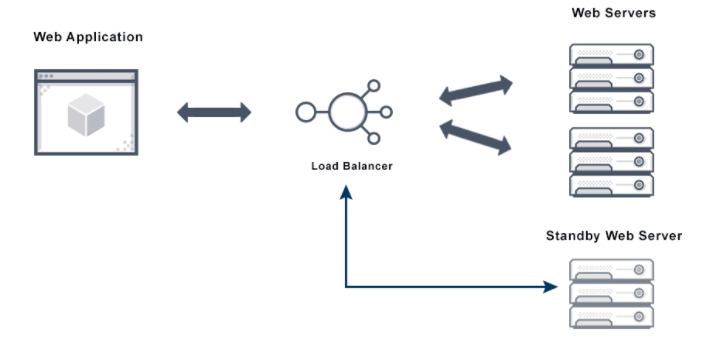 Web Servers
Web Application
Load Balancer
Standby Web Server